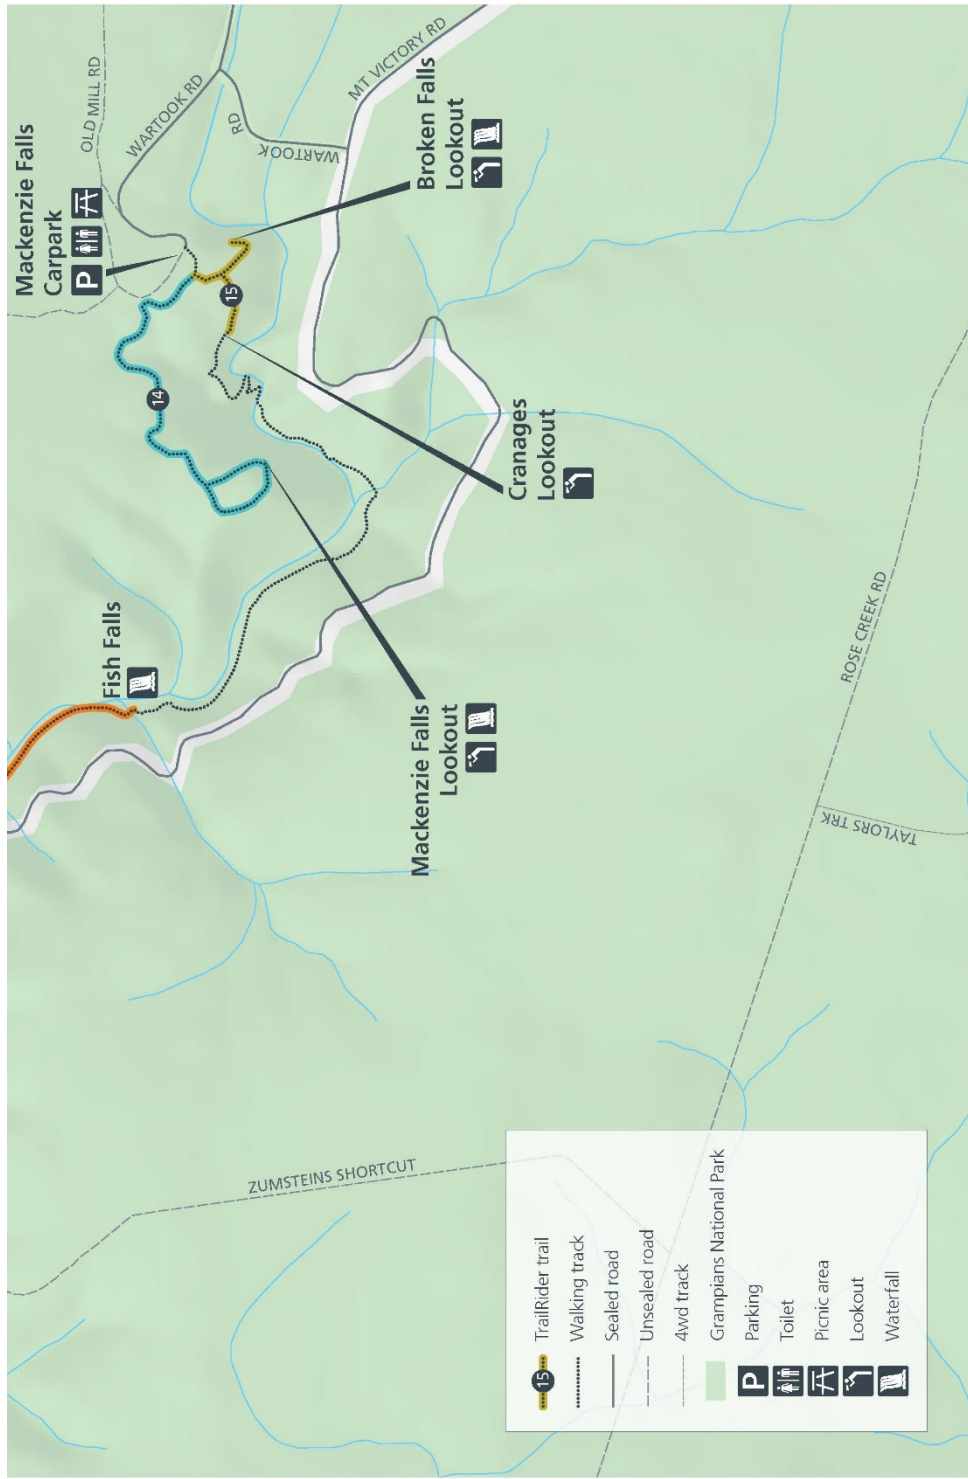 Mackenzie Falls
Carpark
P
OLD MILL RD
WARTOOK RD
WARTOOK
RD
MT VICTORY RD
Broken Falls
Lookout
15
14
Cranages
Lookout
Fish Falls
Mackenzie Falls
Lookout
ROSE CREEK RD
TAYLORS TRK
ZUMSTEINS SHORTCUT
15 TrailRider trail
Walking track
Sealed road
Unsealed road
4wd track
Grampians National Park
P Parking
Toilet
Picnic area
Lookout
Waterfall